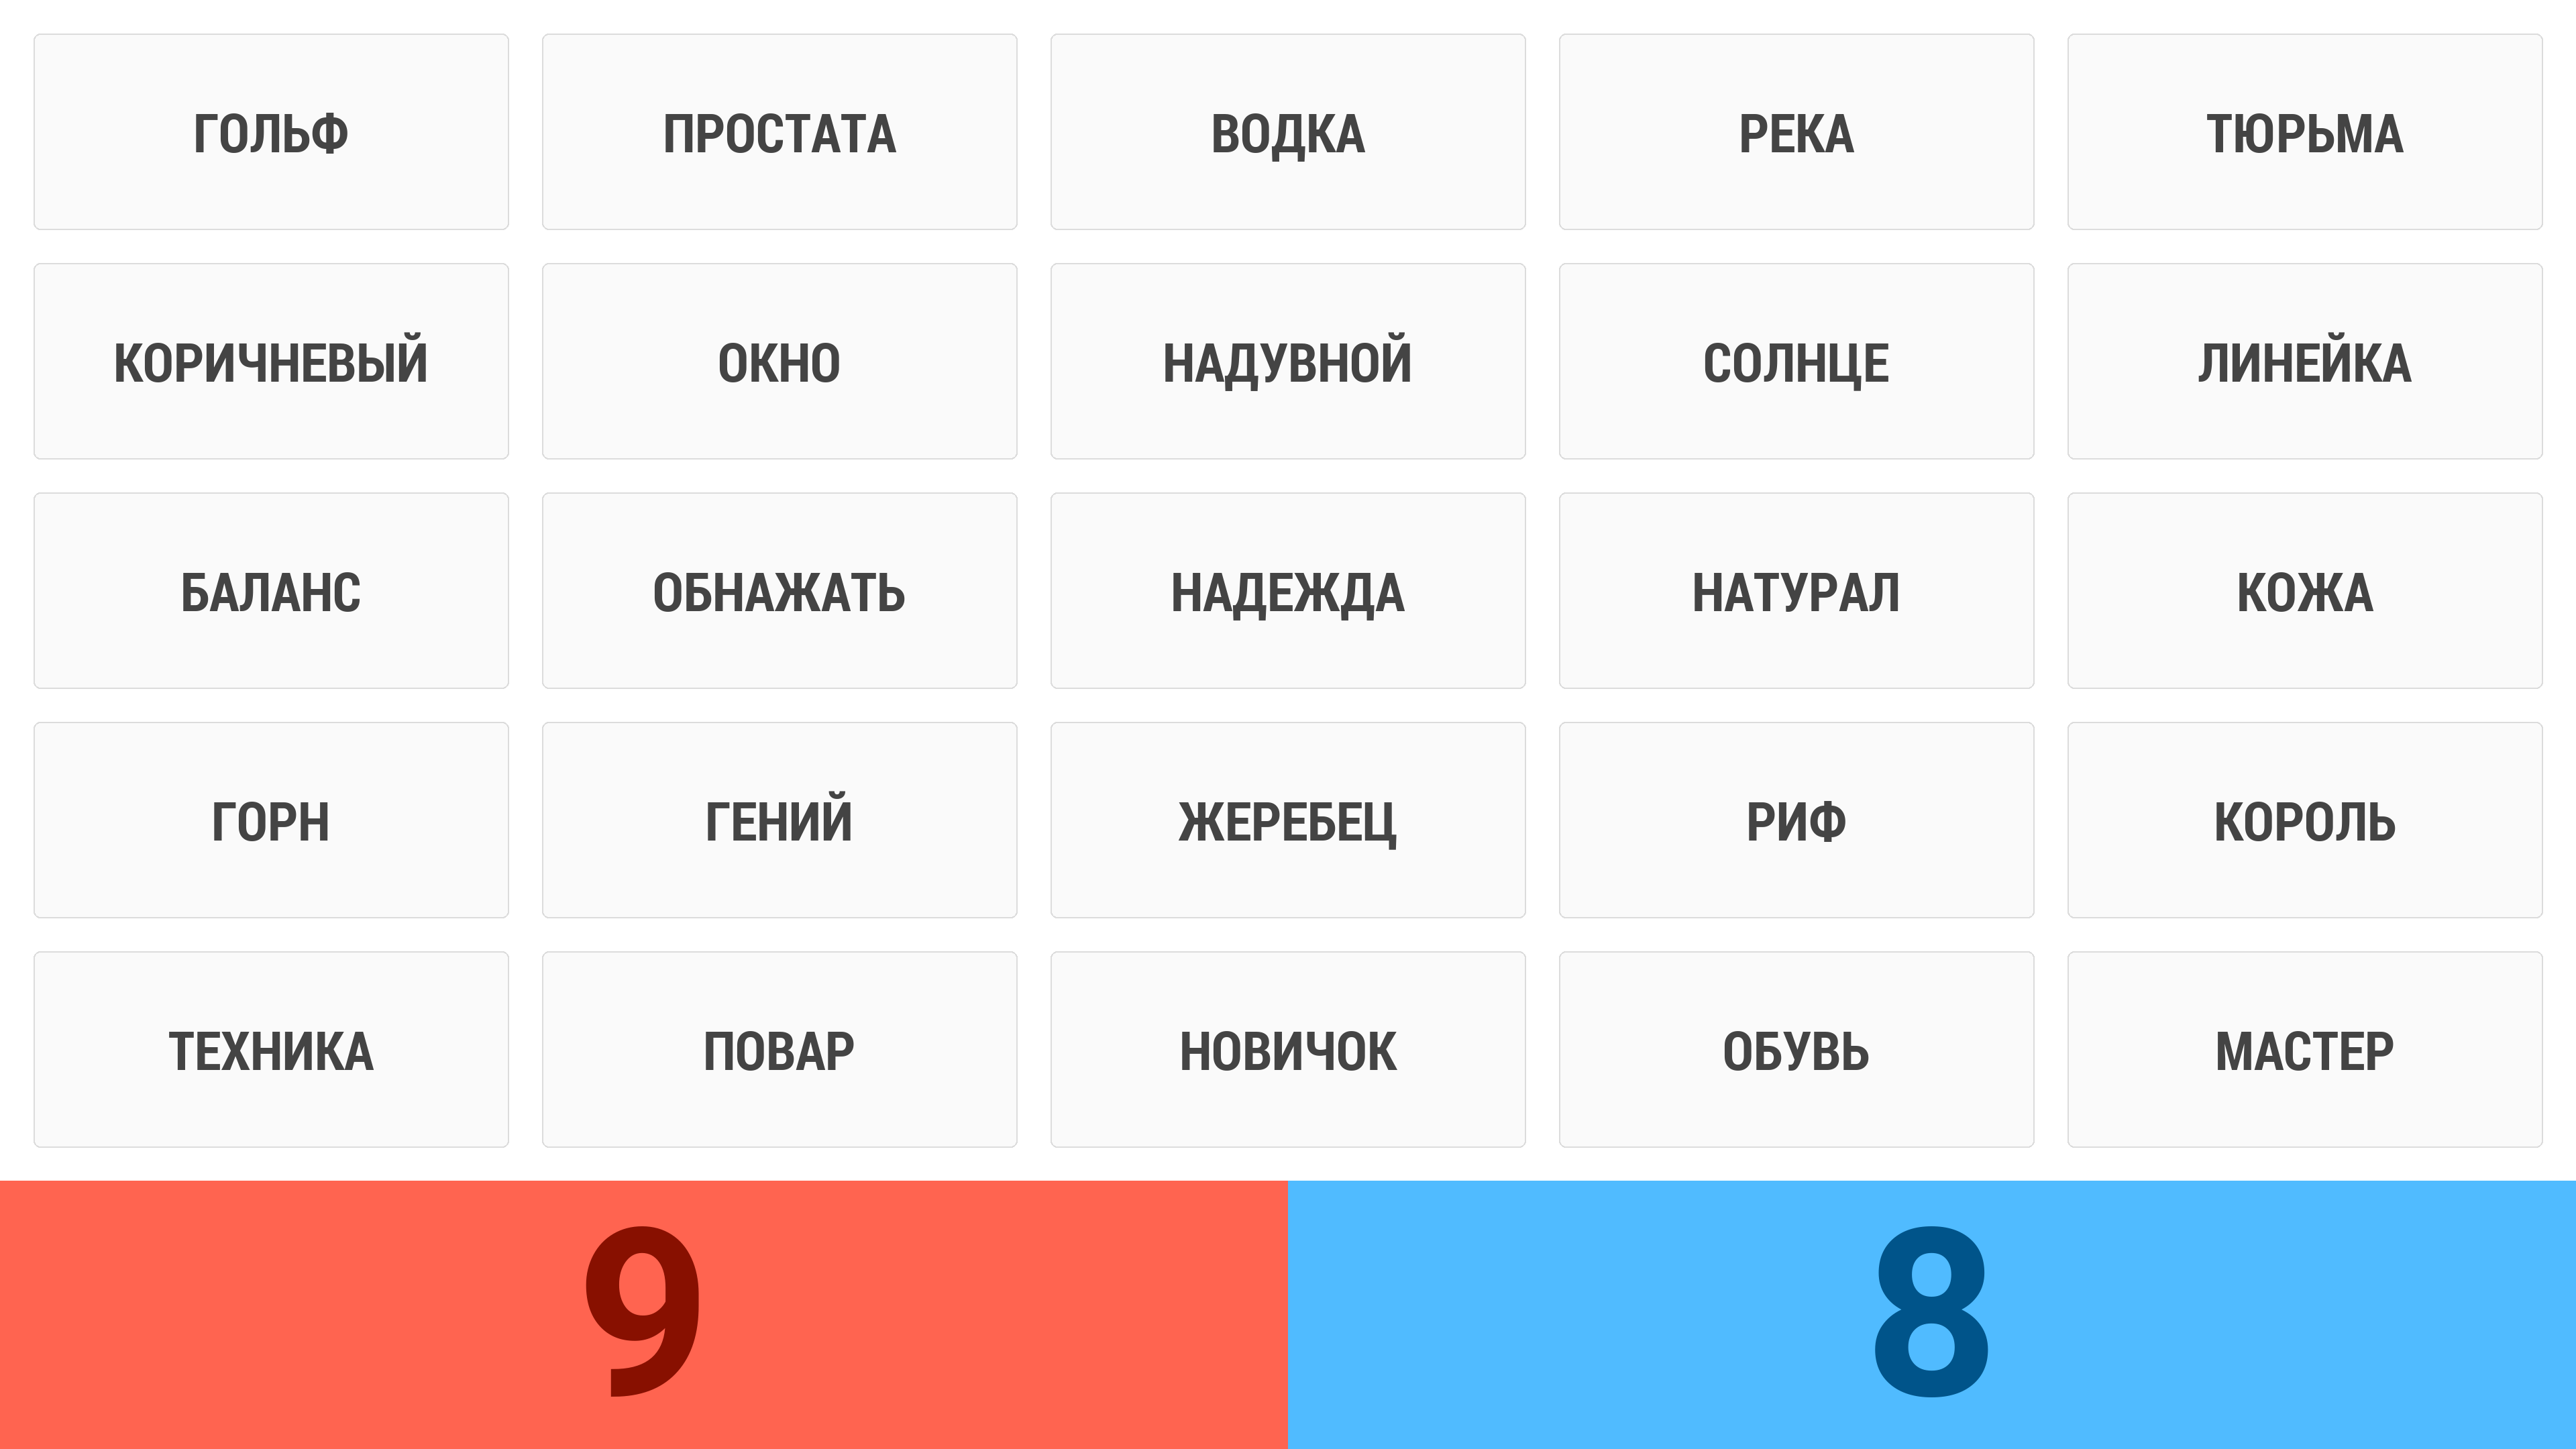 ГОЛЬФ
ПРОСТАТА
ВОДКА
РЕКА
ТЮРЬМА
КОРИЧНЕВЫЙ
ОКНО
НАДУВНОЙ
СОЛНЦЕ
ЛИНЕЙКА
БАЛАНС
ОБНАЖАТЬ
НАДЕЖДА
НАТУРАЛ
КОЖА
ГОРН
ГЕНИЙ
ЖЕРЕБЕЦ
РИФ
КОРОЛЬ
ТЕХНИКА
ПОВАР
НОВИЧОК
ОБУВЬ
МАСТЕР
9
8